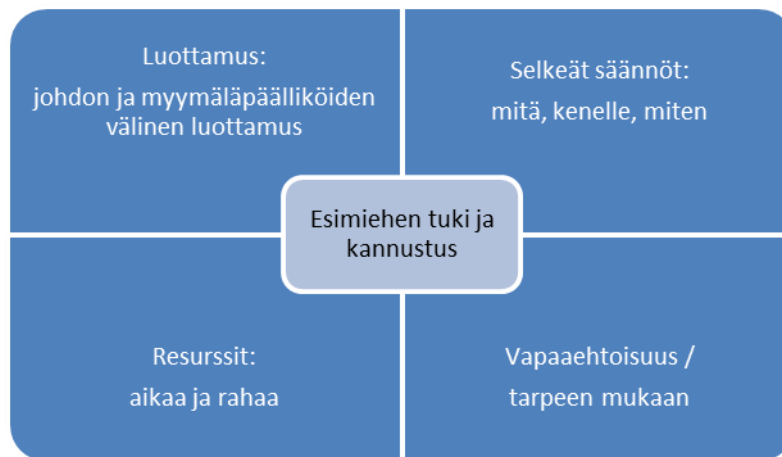 Luottamus:
johdon ja myymäläpäälliköiden
välinen luottamus
Selkeät säännöt:
mitä, kenelle, miten
Esimiehen tuki ja
kannustus
Resurssit:
aikaa ja rahaa
Vapaaehtoisuus /
tarpeen mukaan